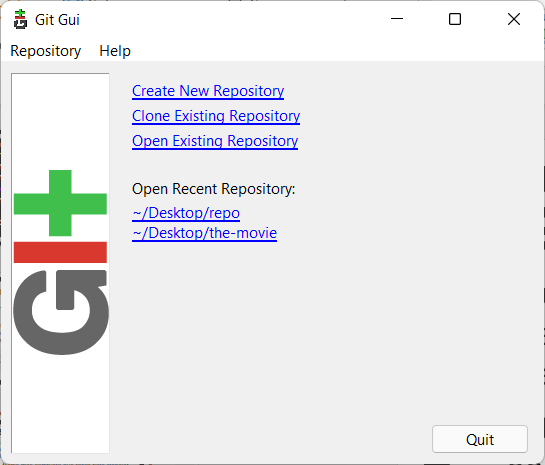 Git Gui
Repository Help
Create New Repository
Clone Existing Repository
Open Existing Repository
Open Recent Repository:
~/Desktop/repo
~/Desktop/the-movie
Git
Quit